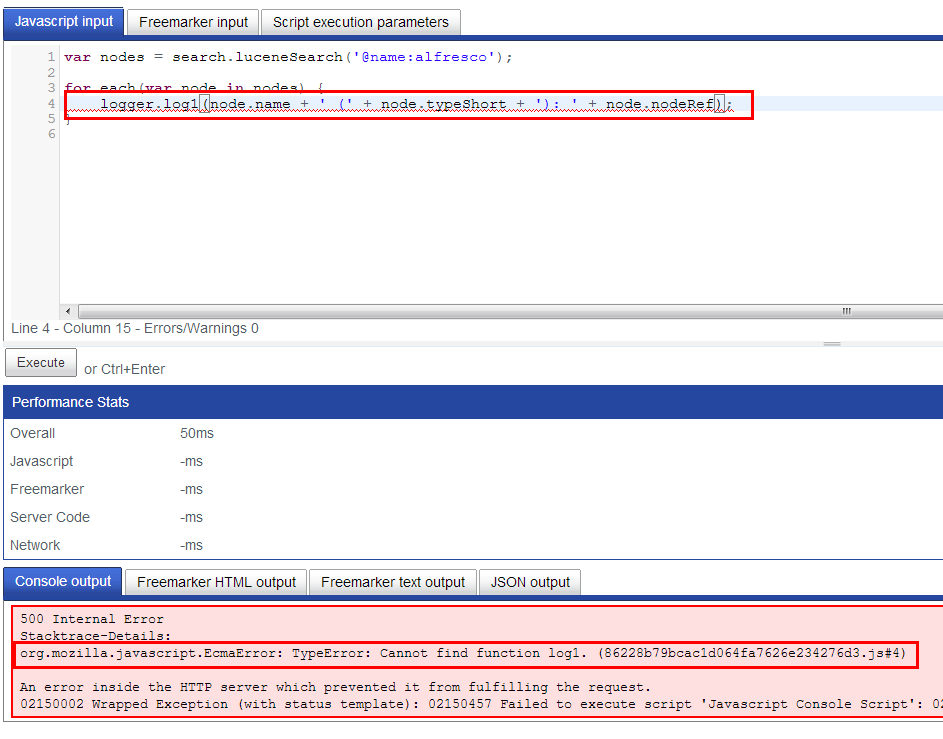 Javascript input Freemarker input Script execution parameters
1 var nodes = search.luceneSearch('@name:alfresco');
2
3 for each(var node in nodes) {
4 logger.log1(node.name + ' (' + node.typeShort + '): ' + node.nodeRef);
5 }
6
Line 4 - Column 15 - Errors/Warnings 0
Execute or Ctrl+Enter
Performance Stats
Overall 50ms
Javascript -ms
Freemarker -ms
Server Code -ms
Network -ms
Console output Freemarker HTML output Freemarker text output JSON output
500 Internal Error
Stacktrace-Details:
org.mozilla.javascript.EcmaError: TypeError: Cannot find function log1. (86228b79bcac1d064fa7626e234276d3.js#4)
An error inside the HTTP server which prevented it from fulfilling the request.
02150002 Wrapped Exception (with status template): 02150457 Failed to execute script 'Javascript Console Script': 02